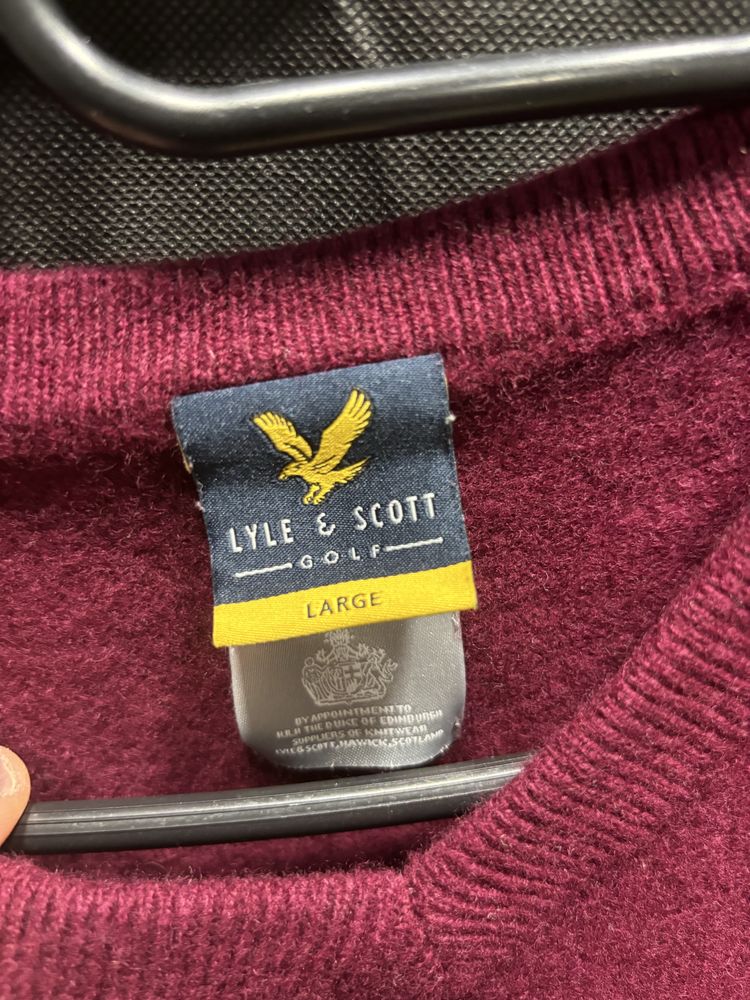 LYLE & SCOTT
GOLF
LARGE
BY APPOINTMENT TO
H.R.H THE DUKE OF EDINBURGH
SUPPLIERS OF KNITWEAR
LYLE & SCOTT, HAWICK, SCOTLAND